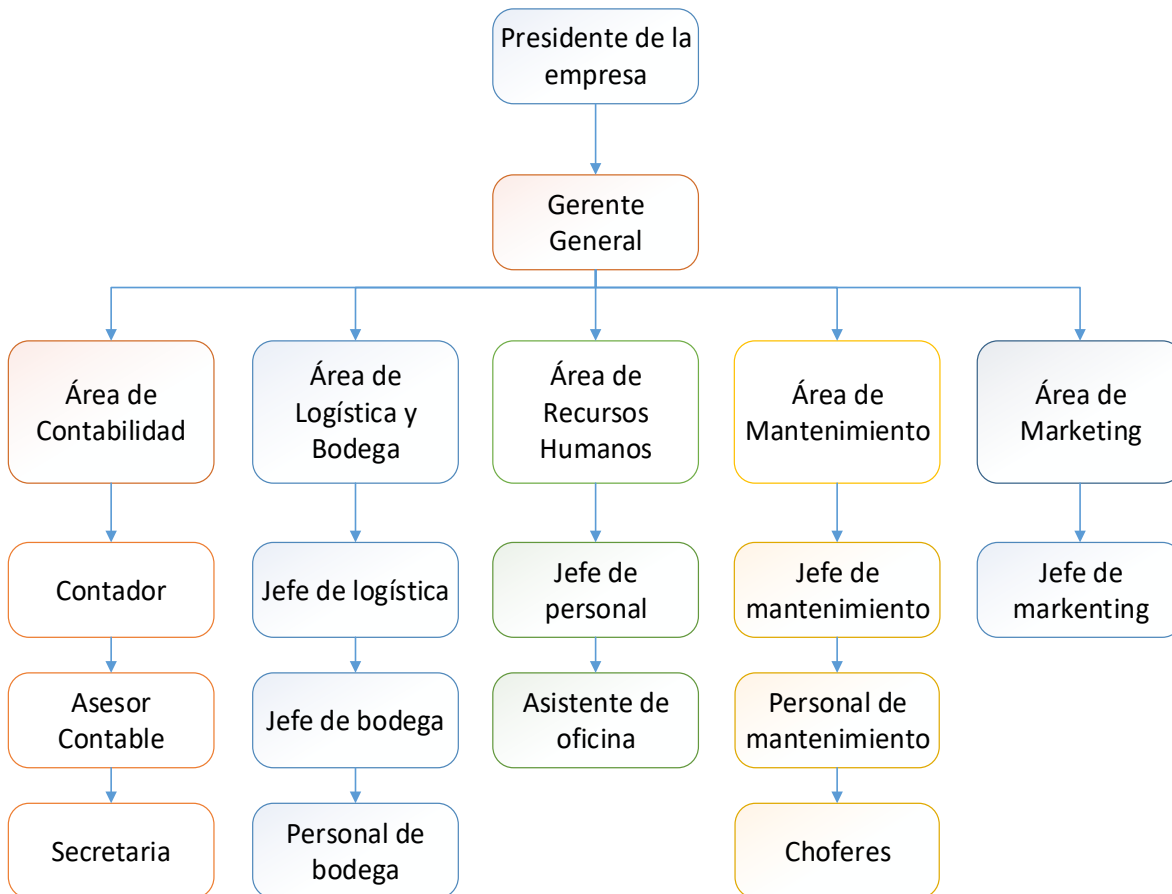 Presidente de la
empresa
Gerente
General
Área de
Contabilidad
Área de
Logística y
Bodega
Área de
Recursos
Humanos
Área de
Mantenimiento
Área de
Marketing
Contador
Jefe de logística
Jefe de
personal
Jefe de
mantenimiento
Jefe de
markenting
Asesor
Contable
Jefe de bodega
Asistente de
oficina
Personal de
mantenimiento
Secretaria
Personal de
bodega
Choferes